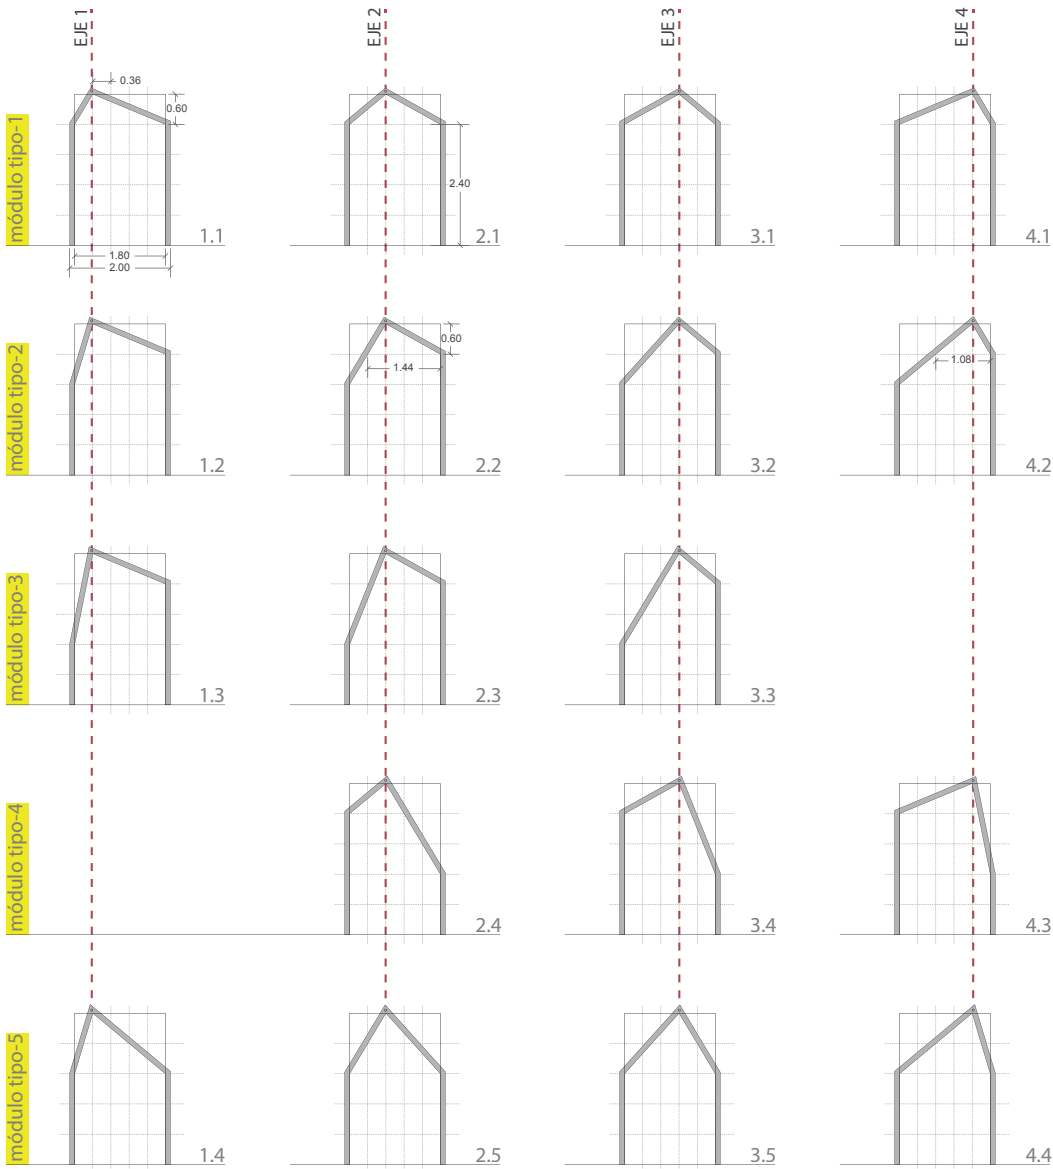 EJE 1
EJE 2
EJE 3
EJE 4
módulo tipo-1
0.36
0.60
1.80
2.00
1.1
2.40
2.1
3.1
4.1
módulo tipo-2
1.2
0.60
1.44
2.2
3.2
1.08
4.2
módulo tipo-3
1.3
2.3
3.3
módulo tipo-4
2.4
3.4
4.3
módulo tipo-5
1.4
2.5
3.5
4.4